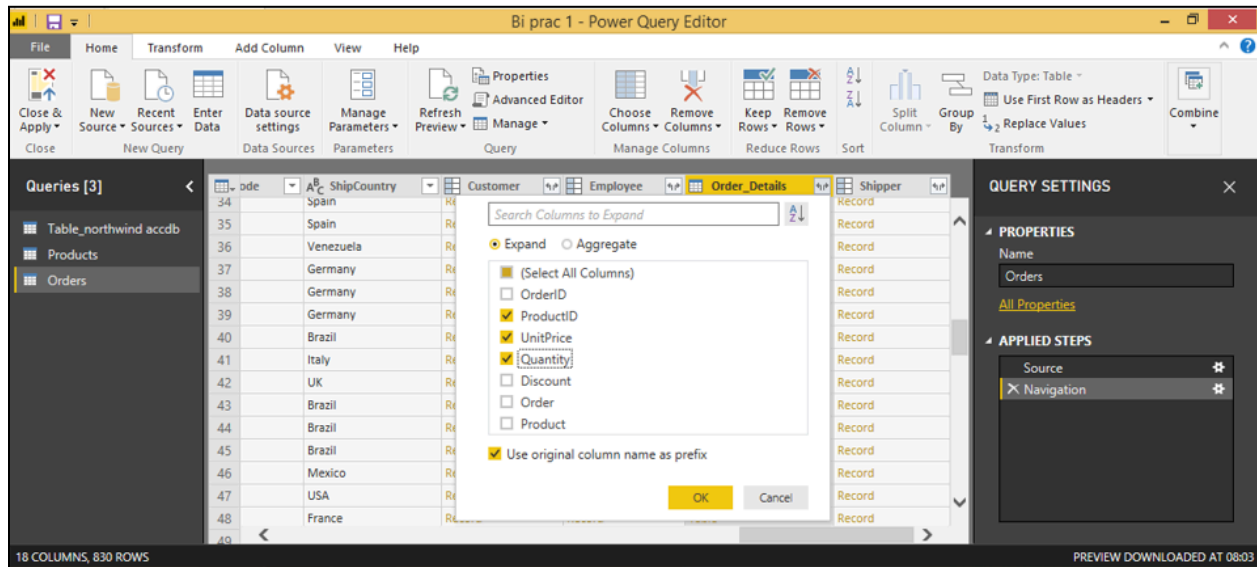 Bi prac 1 - Power Query Editor
File Home Transform Add Column View Help
Close & Apply
New Source
Recent Sources
Enter Data
Data source settings
Manage Parameters
Refresh Preview
Properties
Advanced Editor
Manage
Choose Columns
Remove Columns
Keep Rows
Remove Rows
Split Column
Group By
Data Type: Table
Use First Row as Headers
Replace Values
Combine
Close New Query Data Sources Parameters Query Manage Columns Reduce Rows Sort Transform
Queries [3]
Table_northwind accdb
Products
Orders
ode ShipCountry Customer Employee Order_Details Shipper
34 Spain Record
35 Spain Record
36 Venezuela Record
37 Germany Record
38 Germany Record
39 Germany Record
40 Brazil Record
41 Italy Record
42 UK Record
43 Brazil Record
44 Brazil Record
45 Brazil Record
46 Mexico Record
47 USA Record
48 France Record
49
Search Columns to Expand
Expand Aggregate
(Select All Columns)
OrderID
ProductID
UnitPrice
Quantity
Discount
Order
Product
Use original column name as prefix
OK Cancel
QUERY SETTINGS
PROPERTIES
Name
Orders
All Properties
APPLIED STEPS
Source
Navigation
18 COLUMNS, 830 ROWS
PREVIEW DOWNLOADED AT 08:03